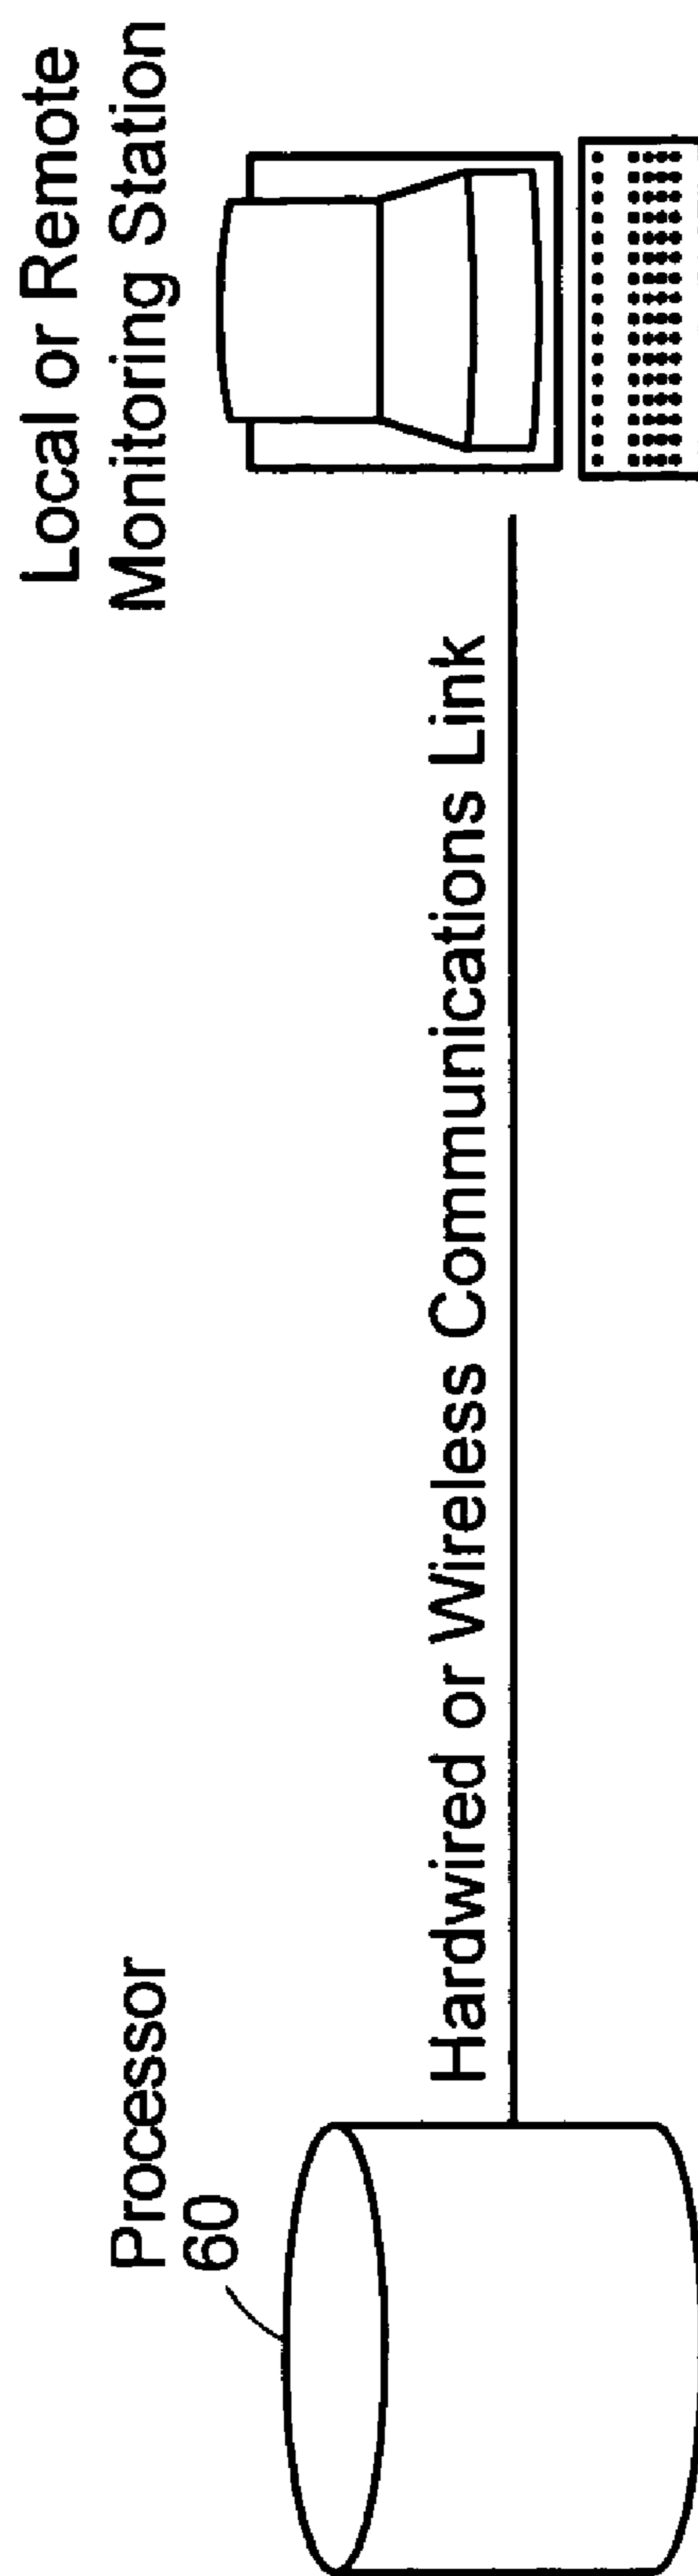 Local or Remote
Monitoring Station
Hardwired or Wireless Communications Link
Processor
60